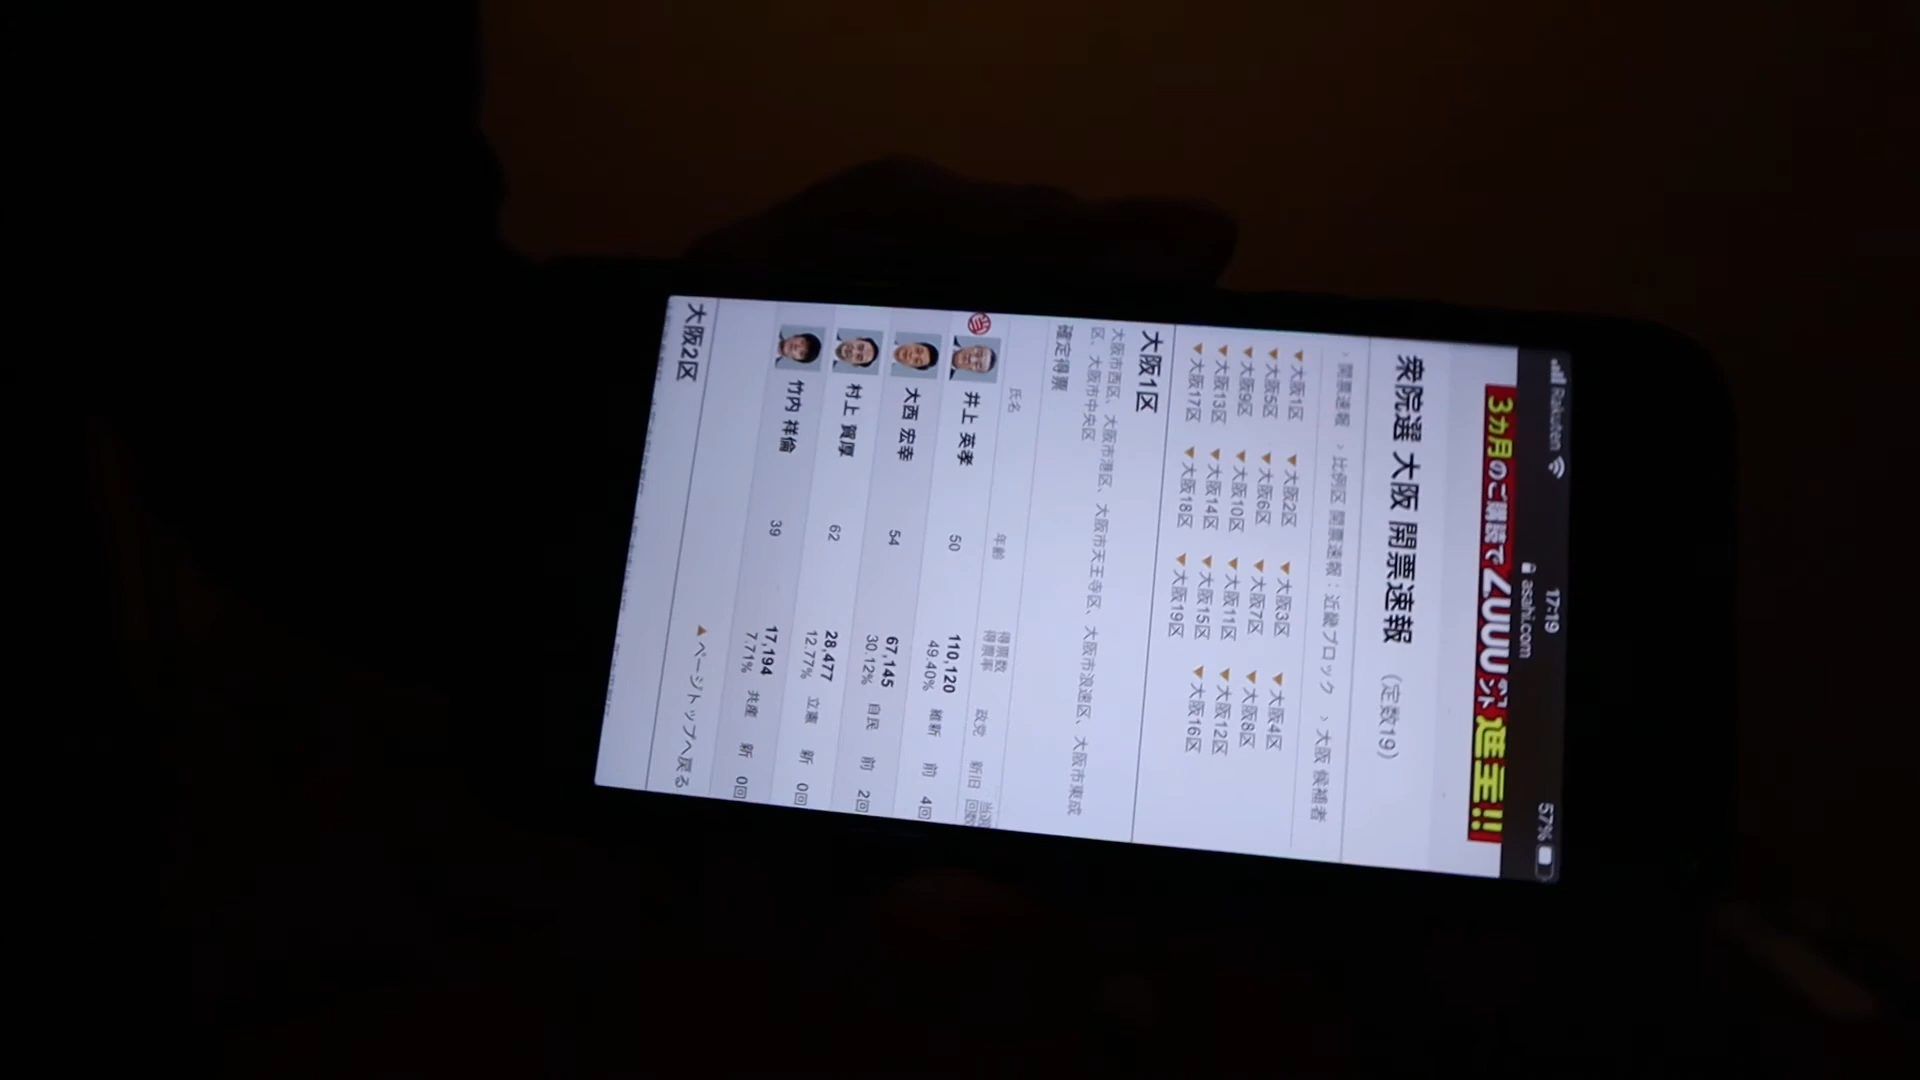 Rakuten 17:19 57%
asahi.com
3カ月のご購読で2000ポイント進呈!!
衆院選 大阪 開票速報 (定数19)
› 開票速報 › 比例区 開票速報：近畿ブロック › 大阪 候補者
▼大阪1区 ▼大阪2区 ▼大阪3区 ▼大阪4区
▼大阪5区 ▼大阪6区 ▼大阪7区 ▼大阪8区
▼大阪9区 ▼大阪10区 ▼大阪11区 ▼大阪12区
▼大阪13区 ▼大阪14区 ▼大阪15区 ▼大阪16区
▼大阪17区 ▼大阪18区 ▼大阪19区
大阪1区
大阪市西区、大阪市港区、大阪市天王寺区、大阪市浪速区、大阪市東成
区、大阪市中央区
確定得票
氏名 年齢 得票数 得票率 政党 新旧 当選回数
当 井上 英孝 50 110,120 49.40% 維新 前 4回
大西 宏幸 54 67,145 30.12% 自民 前 2回
村上 賀厚 62 28,477 12.77% 立憲 新 0回
竹内 祥倫 39 17,194 7.71% 共産 新 0回
▲ページトップへ戻る
大阪2区